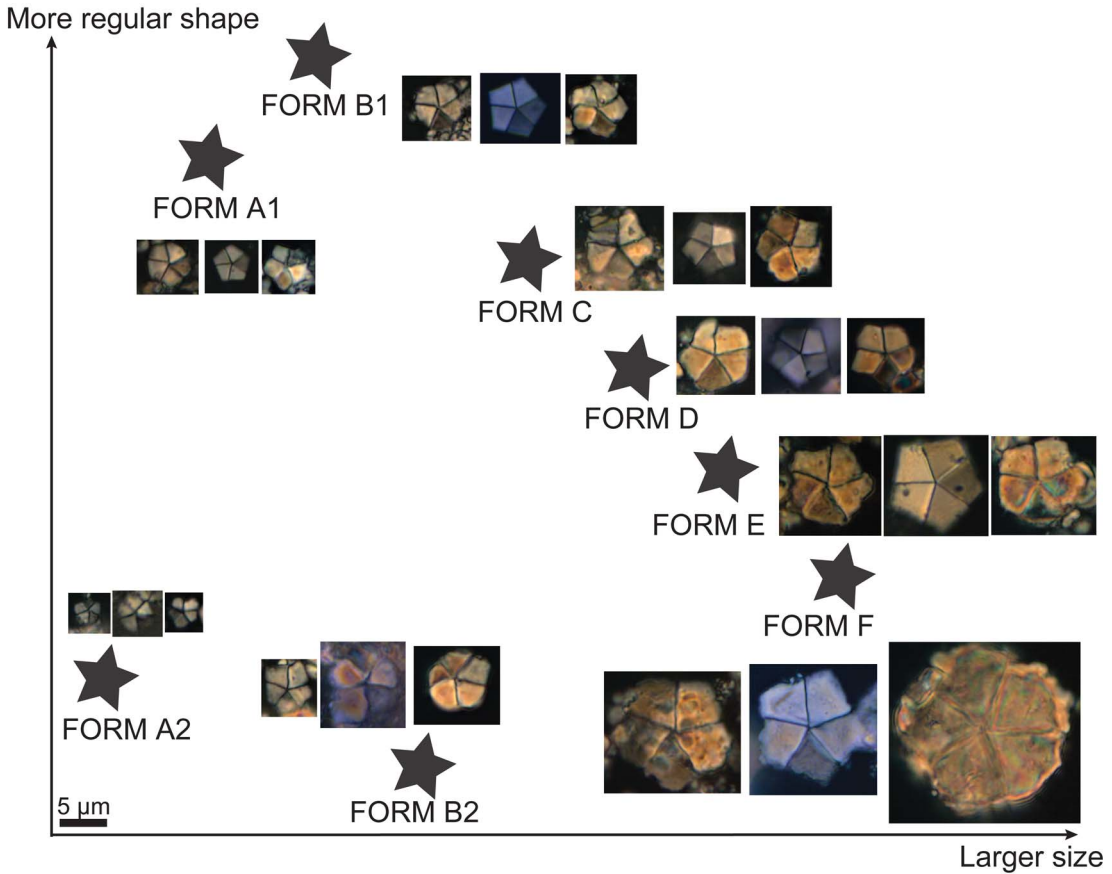 More regular shape
FORM B1
FORM A1
FORM C
FORM D
FORM E
FORM F
FORM A2
FORM B2
5 µm
Larger size